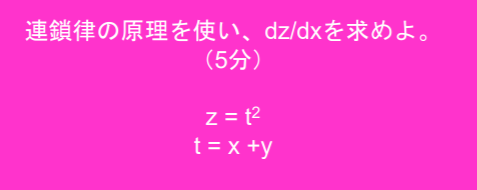 連鎖律の原理を使い、dz/dxを求めよ。
（5分）
z = t²
t = x +y